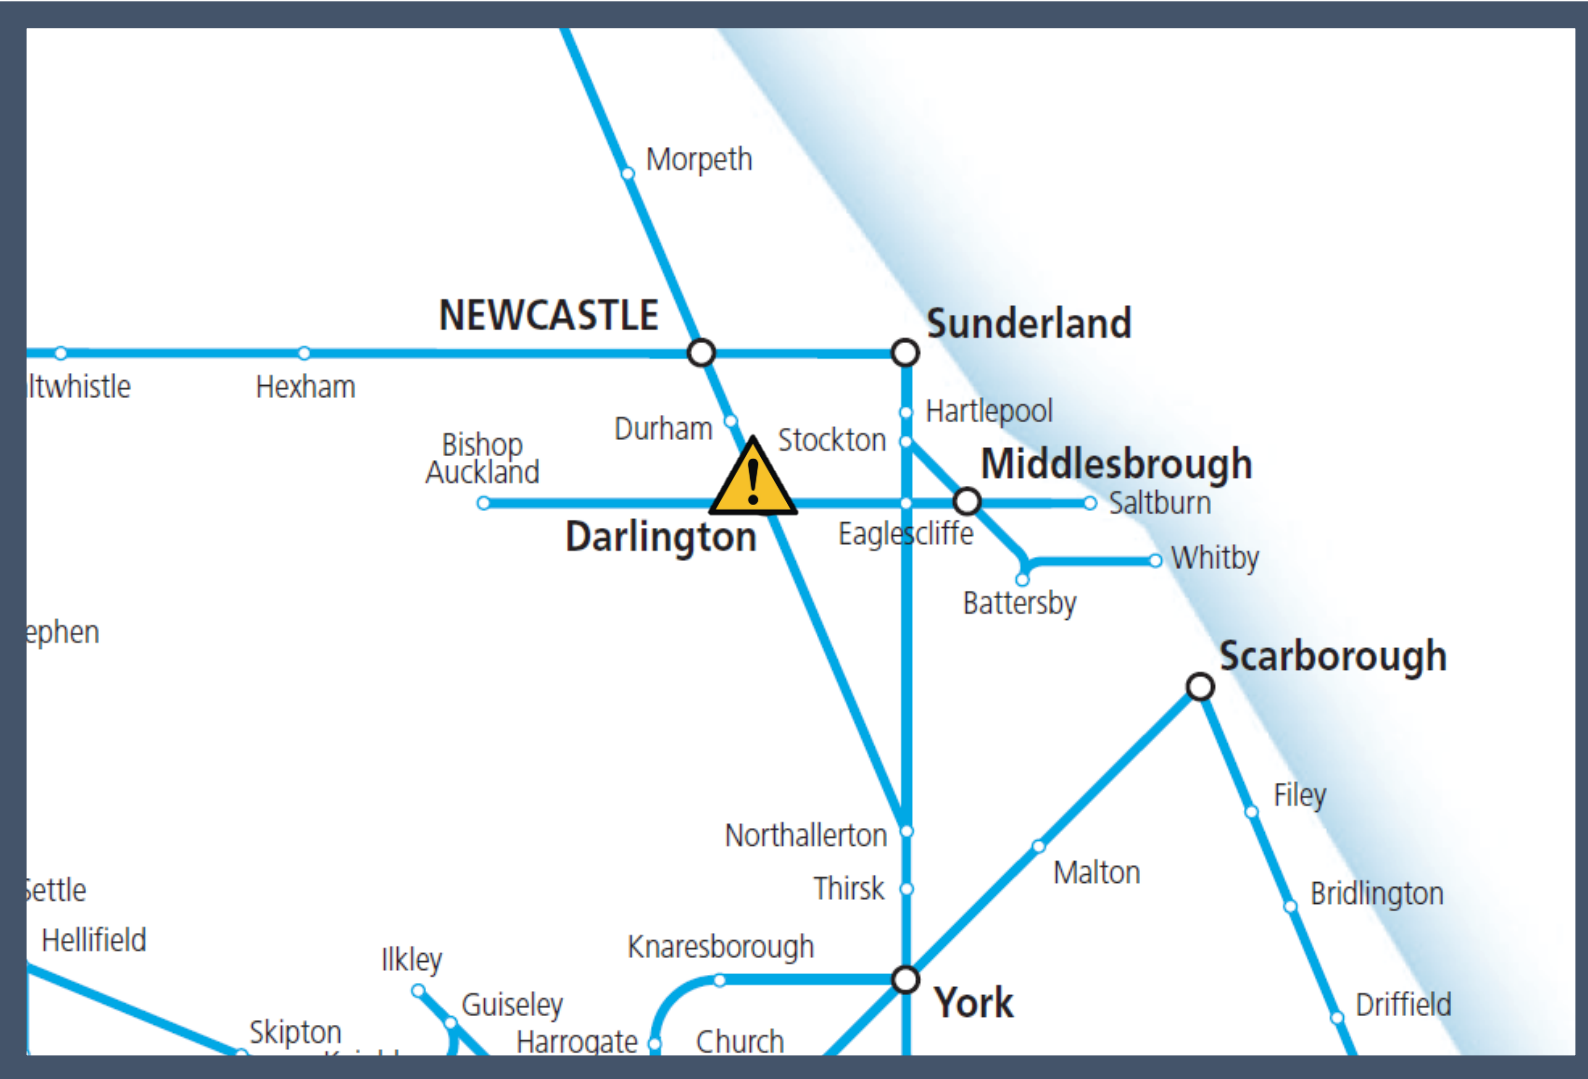 Morpeth
NEWCASTLE
Sunderland
ltwhistle
Hexham
Durham
Stockton
Hartlepool
Bishop
Auckland
Middlesbrough
Saltburn
Darlington
Eaglescliffe
Whitby
Battersby
ephen
Scarborough
Filey
Northallerton
Malton
Thirsk
Settle
Bridlington
Hellifield
Knaresborough
Ilkley
York
Guiseley
Driffield
Skipton
Harrogate
Church